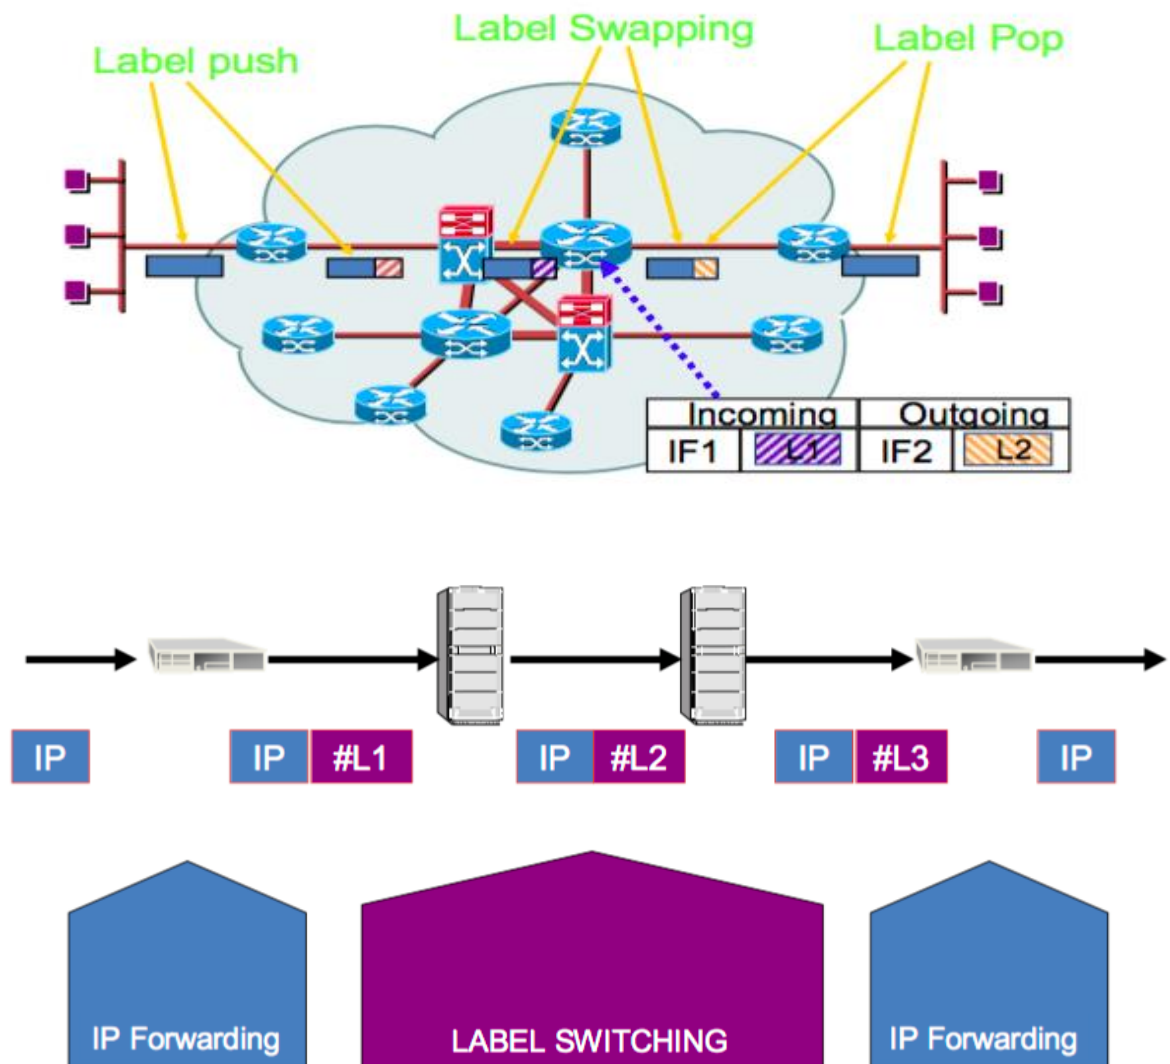 Label push
Label Swapping
Label Pop
Incoming Outgoing
IF1 L1 IF2 L2
IP
IP #L1
IP #L2
IP #L3
IP
IP Forwarding
LABEL SWITCHING
IP Forwarding